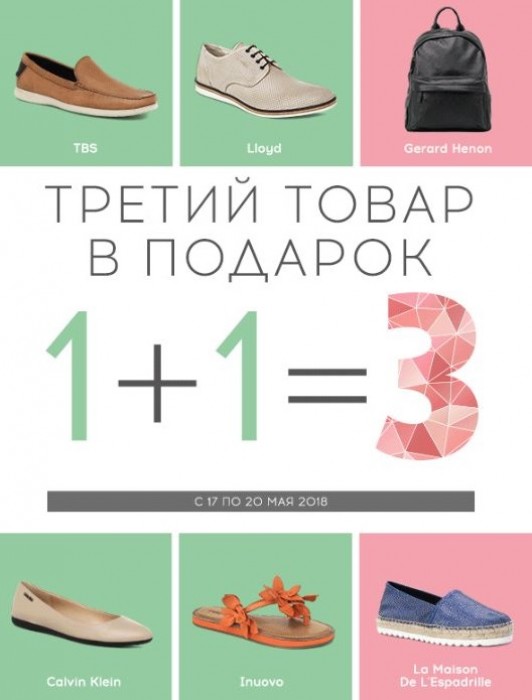 TBS
Lloyd
Gerard Henon
ТРЕТИЙ ТОВАР
В ПОДАРОК
1+1=3
С 17 ПО 20 МАЯ 2018
Calvin Klein
Inuovo
La Maison
De L'Espadrille